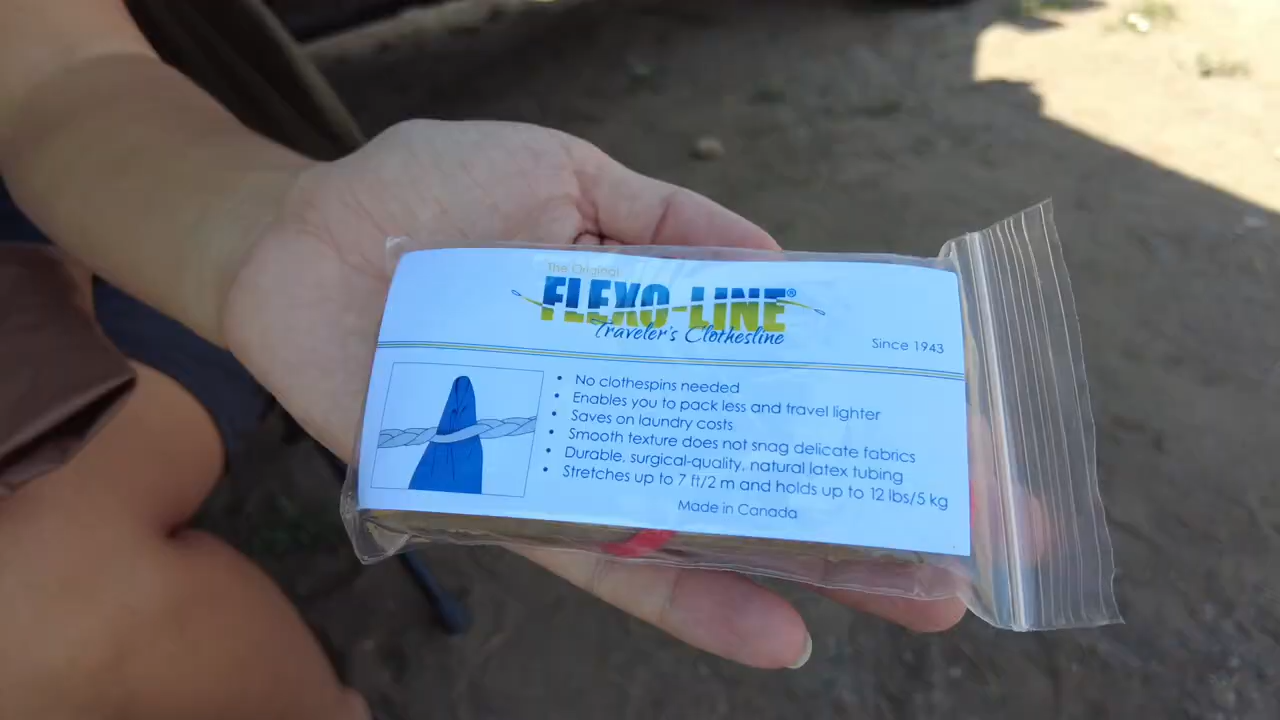 The Original
FLEXO-LINE®
Traveler's Clothesline
Since 1943
• No clothespins needed
• Enables you to pack less and travel lighter
• Saves on laundry costs
• Smooth texture does not snag delicate fabrics
• Durable, surgical-quality, natural latex tubing
• Stretches up to 7 ft/2 m and holds up to 12 lbs/5 kg
Made in Canada